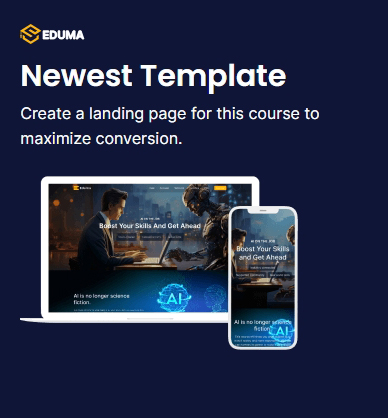 EDUMA
Newest Template
Create a landing page for this course to
maximize conversion.
EDUMA
AI ON THE JOB
Boost Your Skills And Get Ahead
AI is no longer science
fiction.
AI
AI ON THE JOB
Boost Your Skills
and Get Ahead
AI is no longer science
fiction.
AI